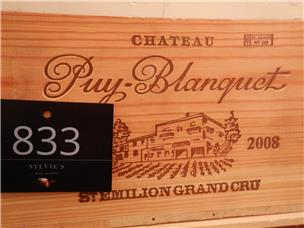 CHATEAU
Puy-Blanquet
833
SYLVIE'S
2008
ST EMILION GRAND CRU